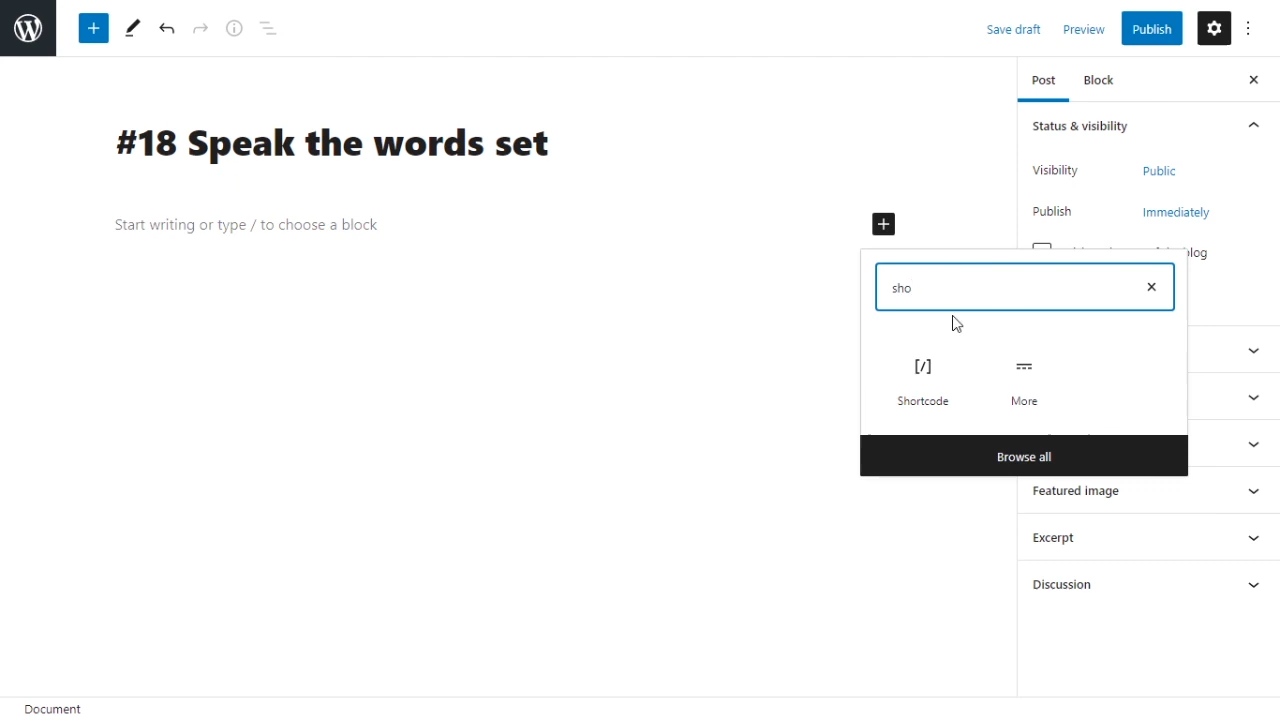 Save draft
Preview
Publish
Post
Block
#18 Speak the words set
Status & visibility
Visibility
Public
Start writing or type / to choose a block
Publish
Immediately
sho
Shortcode
More
Browse all
Featured image
Excerpt
Discussion
Document